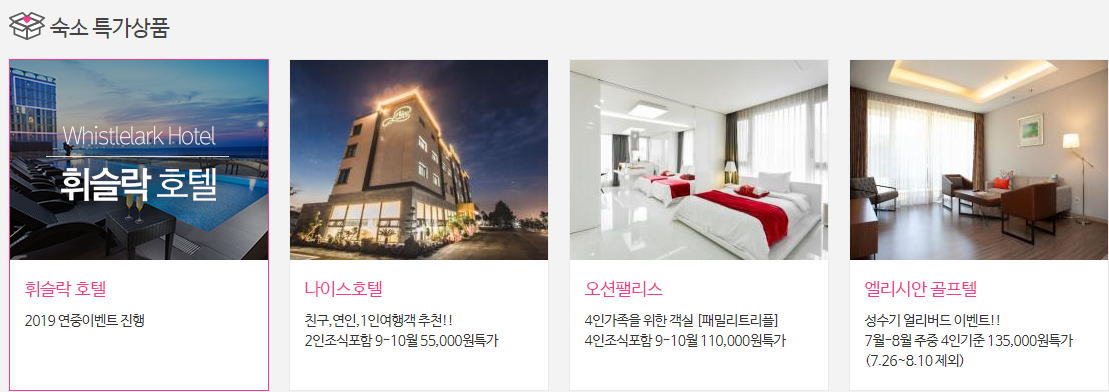 숙소 특가상품
Whistlelark Hotel
휘슬락 호텔
휘슬락 호텔
2019 연중이벤트 진행
나이스호텔
친구,연인,1인여행객 추천!!
2인조식포함 9-10월 55,000원특가
오션팰리스
4인가족을 위한 객실 [패밀리트리플]
4인조식포함 9-10월 110,000원특가
엘리시안 골프텔
성수기 얼리버드 이벤트!!
7월-8월 주중 4인기준 135,000원특가
(7.26~8.10 제외)